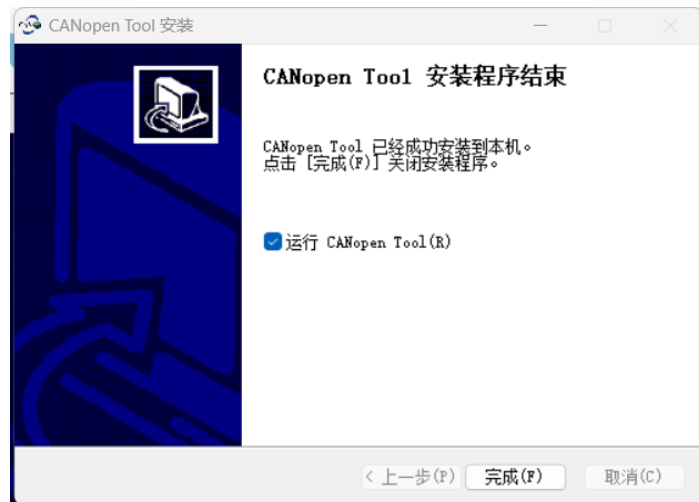 CANopen Tool 安装
CANopen Tool 安装程序结束
CANopen Tool 已经成功安装到本机。
点击 [完成(F)] 关闭安装程序。
运行 CANopen Tool(R)
< 上一步(P) 完成(F) 取消(C)